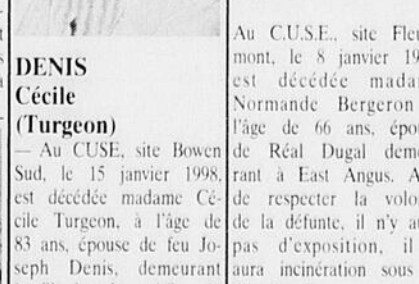 DENIS
Cécile
(Turgeon)
— Au CUSE, site Bowen
Sud, le 15 janvier 1998,
est décédée madame Cé-
cile Turgeon, à l'âge de
83 ans, épouse de feu Jo-
seph Denis, demeurant
Au C.U.S.E., site Fleu
mont, le 8 janvier 19
est décédée madam
Normande Bergeron
l'âge de 66 ans, épou
de Réal Dugal deme
rant à East Angus. A
de respecter la volon
de la défunte, il n'y au
pas d'exposition, il
aura incinération sous